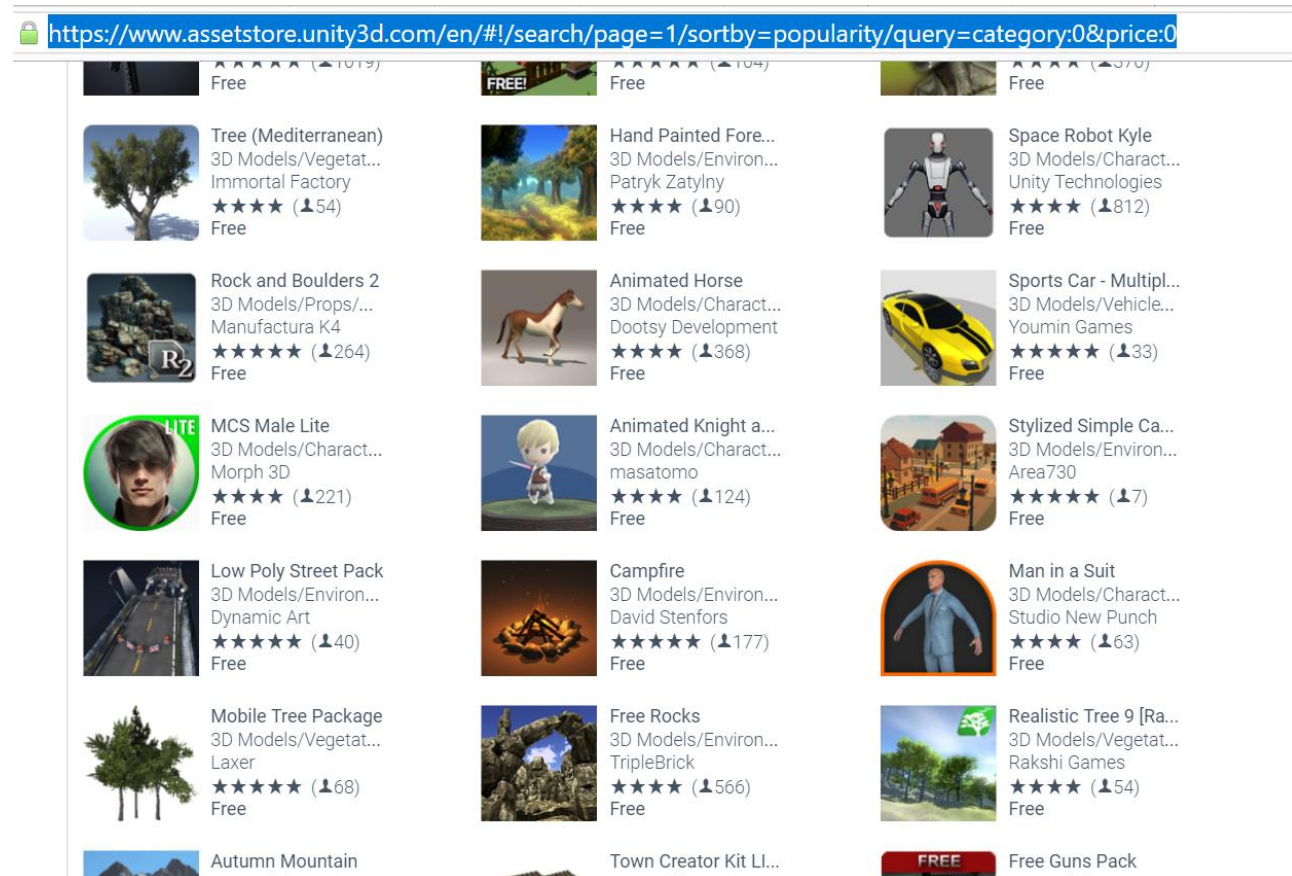 https://www.assetstore.unity3d.com/en/#!/search/page=1/sortby=popularity/query=category:0&price:0
★★★★★ (1019)
Free
FREE!
★★★★★ (104)
Free
★★★★★ (370)
Free
Tree (Mediterranean)
3D Models/Vegetat...
Immortal Factory
★★★★ (54)
Free
Hand Painted Fore...
3D Models/Environ...
Patryk Zatylny
★★★★ (90)
Free
Space Robot Kyle
3D Models/Charact...
Unity Technologies
★★★★ (812)
Free
R2
Rock and Boulders 2
3D Models/Props/...
Manufactura K4
★★★★★ (264)
Free
Animated Horse
3D Models/Charact...
Dootsy Development
★★★★ (368)
Free
Sports Car - Multipl...
3D Models/Vehicle...
Youmin Games
★★★★★ (33)
Free
LITE
MCS Male Lite
3D Models/Charact...
Morph 3D
★★★★ (221)
Free
Animated Knight a...
3D Models/Charact...
masatomo
★★★★ (124)
Free
Stylized Simple Ca...
3D Models/Environ...
Area730
★★★★★ (7)
Free
Low Poly Street Pack
3D Models/Environ...
Dynamic Art
★★★★★ (40)
Free
Campfire
3D Models/Environ...
David Stenfors
★★★★★ (177)
Free
Man in a Suit
3D Models/Charact...
Studio New Punch
★★★★ (63)
Free
Mobile Tree Package
3D Models/Vegetat...
Laxer
★★★★★ (68)
Free
Free Rocks
3D Models/Environ...
TripleBrick
★★★★ (566)
Free
Realistic Tree 9 [Ra...
3D Models/Vegetat...
Rakshi Games
★★★★ (54)
Free
Autumn Mountain
Town Creator Kit LI...
FREE
Free Guns Pack